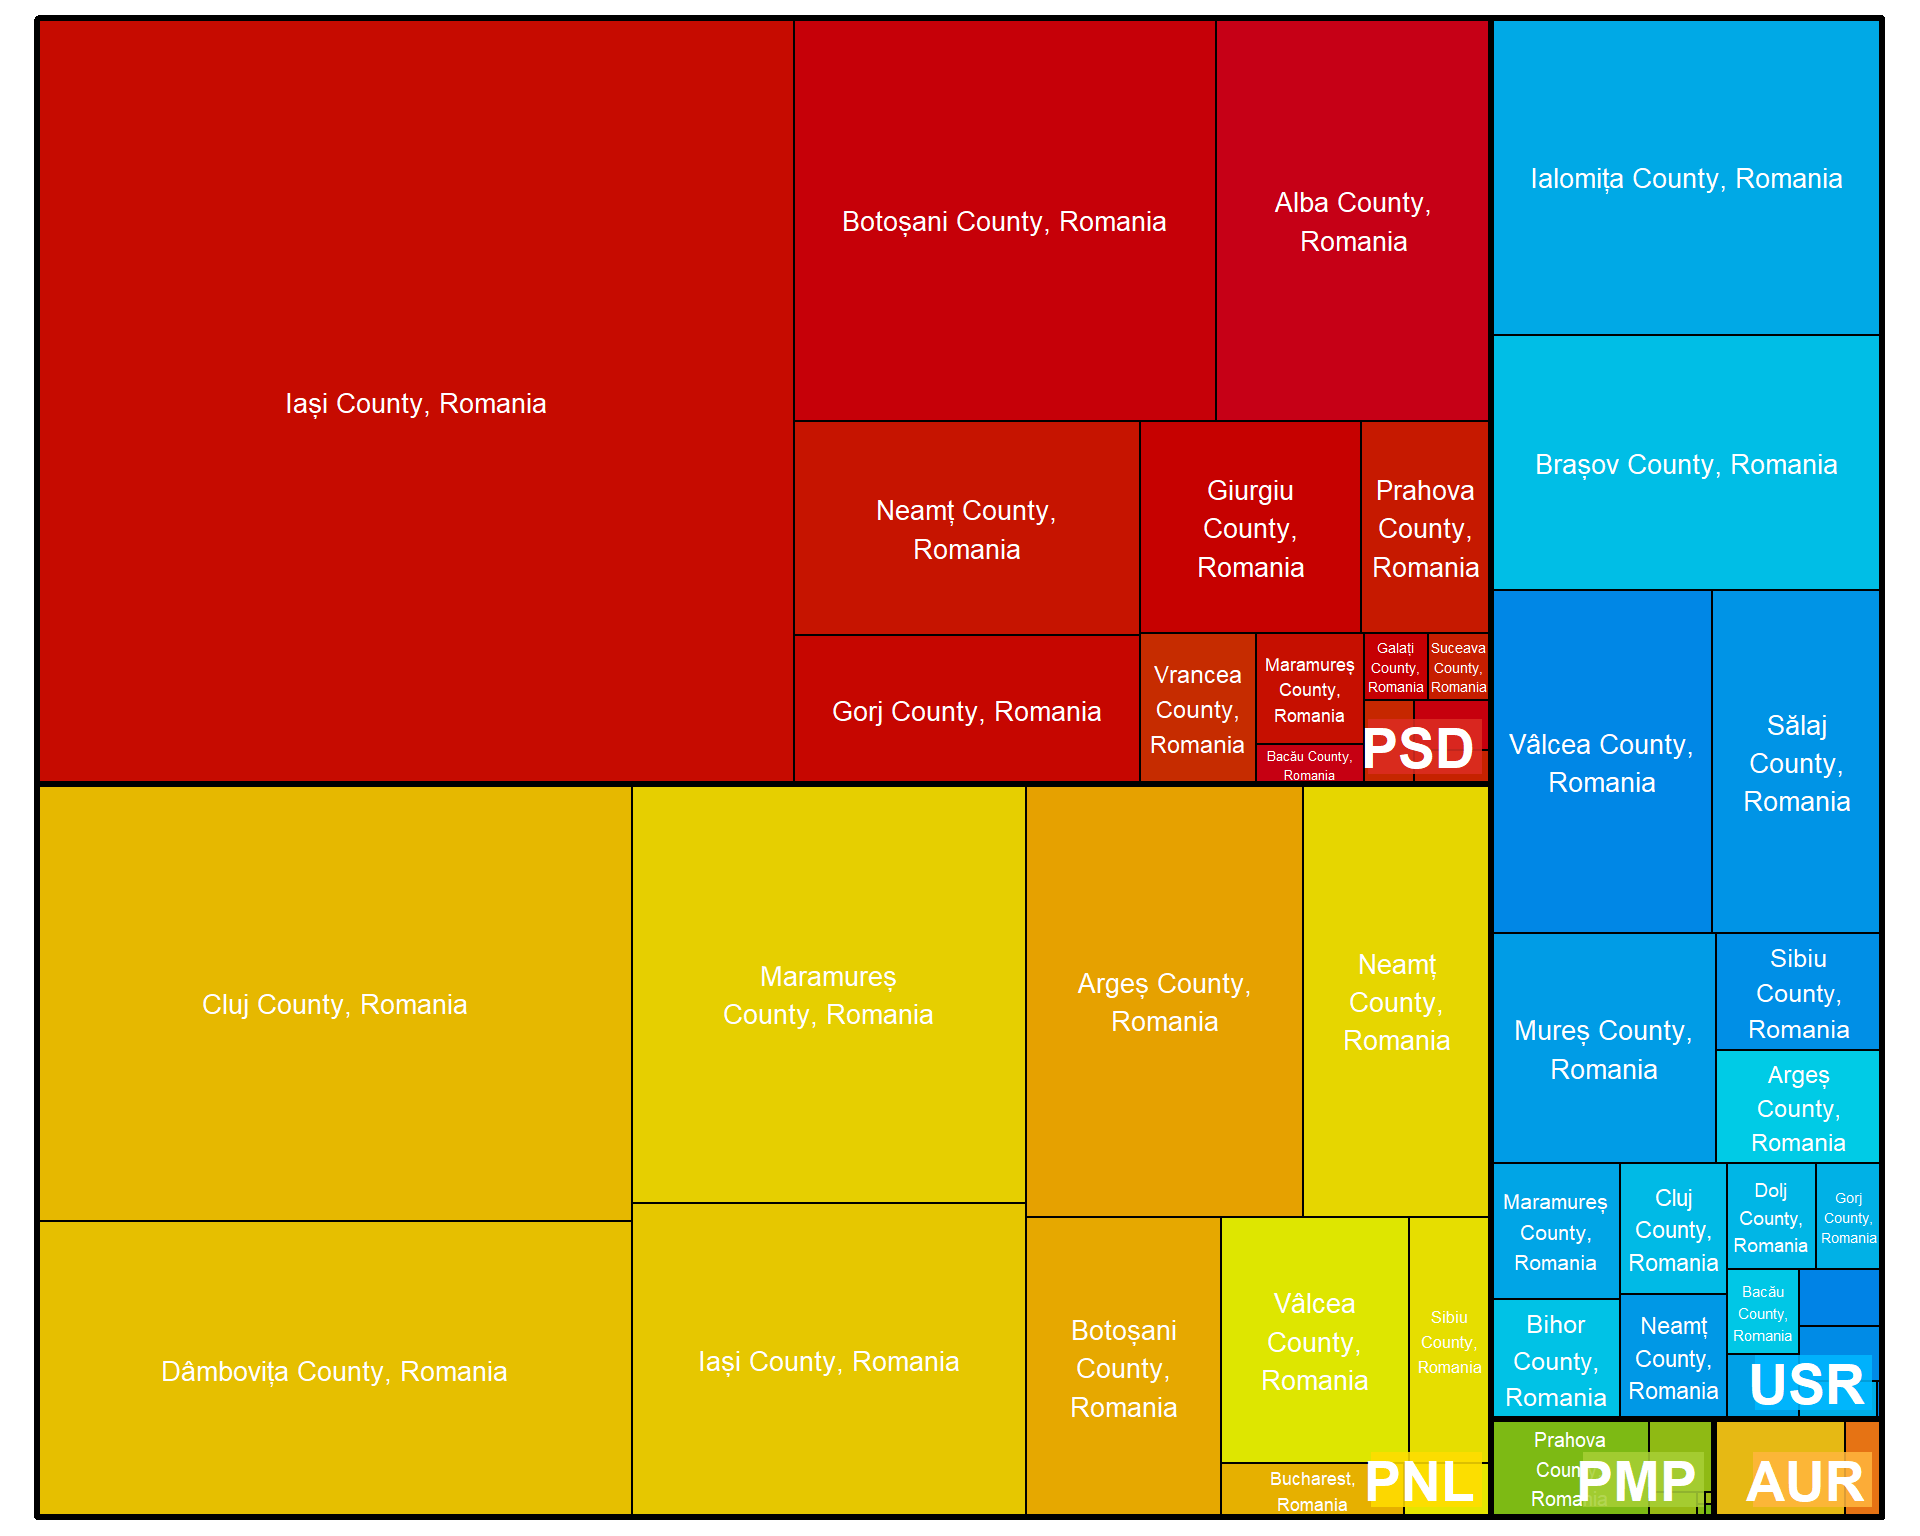 Iași County, Romania
Botoșani County, Romania
Alba County,
Romania
Neamț County,
Romania
Giurgiu
County,
Romania
Prahova
County,
Romania
Gorj County, Romania
Vrancea
County,
Romania
Maramureș
County,
Romania
Bacău County,
Romania
Galați
County,
Romania
Suceava
County,
Romania
PSD
Cluj County, Romania
Dâmbovița County, Romania
Maramureș
County, Romania
Iași County, Romania
Argeș County,
Romania
Neamț
County,
Romania
Botoșani
County,
Romania
Vâlcea
County,
Romania
Sibiu
County,
Romania
Bucharest,
Romania
PNL
Ialomița County, Romania
Brașov County, Romania
Vâlcea County,
Romania
Sălaj
County,
Romania
Mureș County,
Romania
Sibiu
County,
Romania
Argeș
County,
Romania
Maramureș
County,
Romania
Cluj
County,
Romania
Dolj
County,
Romania
Gorj
County,
Romania
Bihor
County,
Romania
Neamț
County,
Romania
Bacău
County,
Romania
USR
Prahova
County,
Romania
PMP
AUR